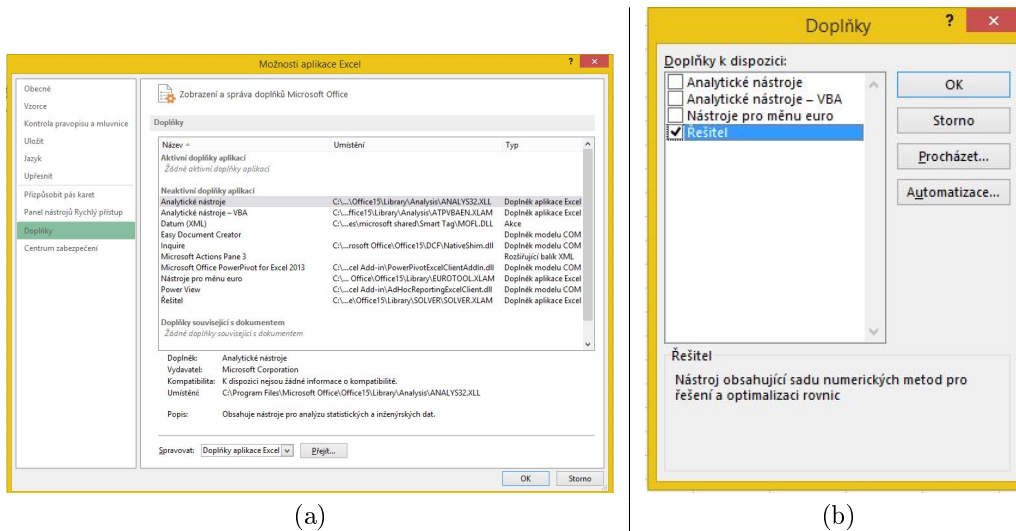 Možnosti aplikace Excel
Obecné
Vzorce
Kontrola pravopisu a mluvnice
Uložit
Jazyk
Upřesnit
Přizpůsobit pás karet
Panel nástrojů Rychlý přístup
Doplňky
Centrum zabezpečení
Zobrazení a správa doplňků Microsoft Office
Doplňky
Název Umístění Typ
Aktivní doplňky aplikací
Žádné aktivní doplňky aplikací
Neaktivní doplňky aplikací
Analytické nástroje C:\...\Office15\Library\Analysis\ANALYS32.XLL Doplněk aplikace Excel
Analytické nástroje – VBA C:\...ffice15\Library\Analysis\ATPVBAEN.XLAM Doplněk aplikace Excel
Datum (XML) C:\...es\microsoft shared\Smart Tag\MOFL.DLL Akce
Easy Document Creator Doplněk modelu COM
Inquire C:\...rosoft Office\Office15\DCF\NativeShim.dll Doplněk modelu COM
Microsoft Actions Pane 3 Rozšiřující balík XML
Microsoft Office PowerPivot for Excel 2013 C:\...cel Add-in\PowerPivotExcelClientAddIn.dll Doplněk modelu COM
Nástroje pro měnu euro C:\... Office\Office15\Library\EUROTOOL.XLAM Doplněk aplikace Excel
Power View C:\...cel Add-in\AdHocReportingExcelClient.dll Doplněk modelu COM
Řešitel C:\...e\Office15\Library\SOLVER\SOLVER.XLAM Doplněk aplikace Excel
Doplňky související s dokumentem
Žádné doplňky související s dokumentem
Doplněk: Analytické nástroje
Vydavatel: Microsoft Corporation
Kompatibilita: K dispozici nejsou žádné informace o kompatibilitě.
Umístění: C:\Program Files\Microsoft Office\Office15\Library\Analysis\ANALYS32.XLL
Popis: Obsahuje nástroje pro analýzu statistických a inženýrských dat.
Spravovat: Doplňky aplikace Excel Přejít...
OK Storno
(a)
Doplňky
Doplňky k dispozici:
Analytické nástroje
Analytické nástroje – VBA
Nástroje pro měnu euro
Řešitel
OK
Storno
Procházet...
Automatizace...
Řešitel
Nástroj obsahující sadu numerických metod pro
řešení a optimalizaci rovnic
(b)